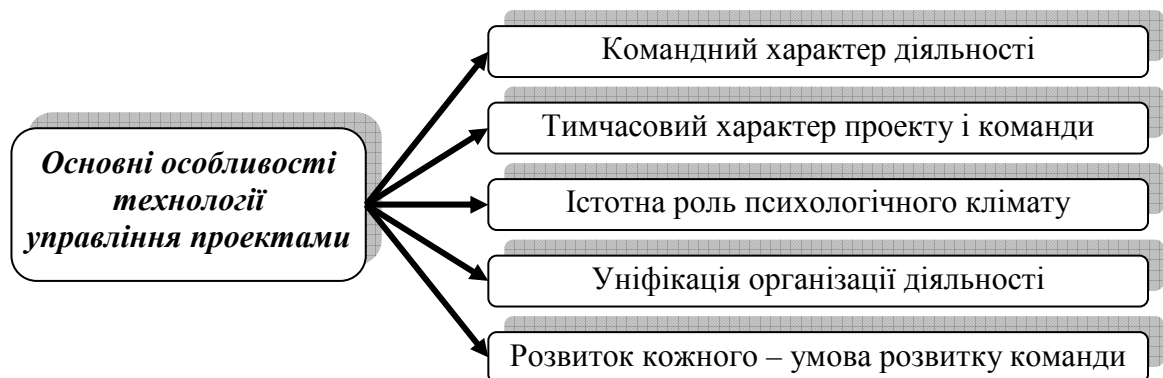 Основні особливості
технології
управління проектами
Командний характер діяльності
Тимчасовий характер проекту і команди
Істотна роль психологічного клімату
Уніфікація організації діяльності
Розвиток кожного – умова розвитку команди